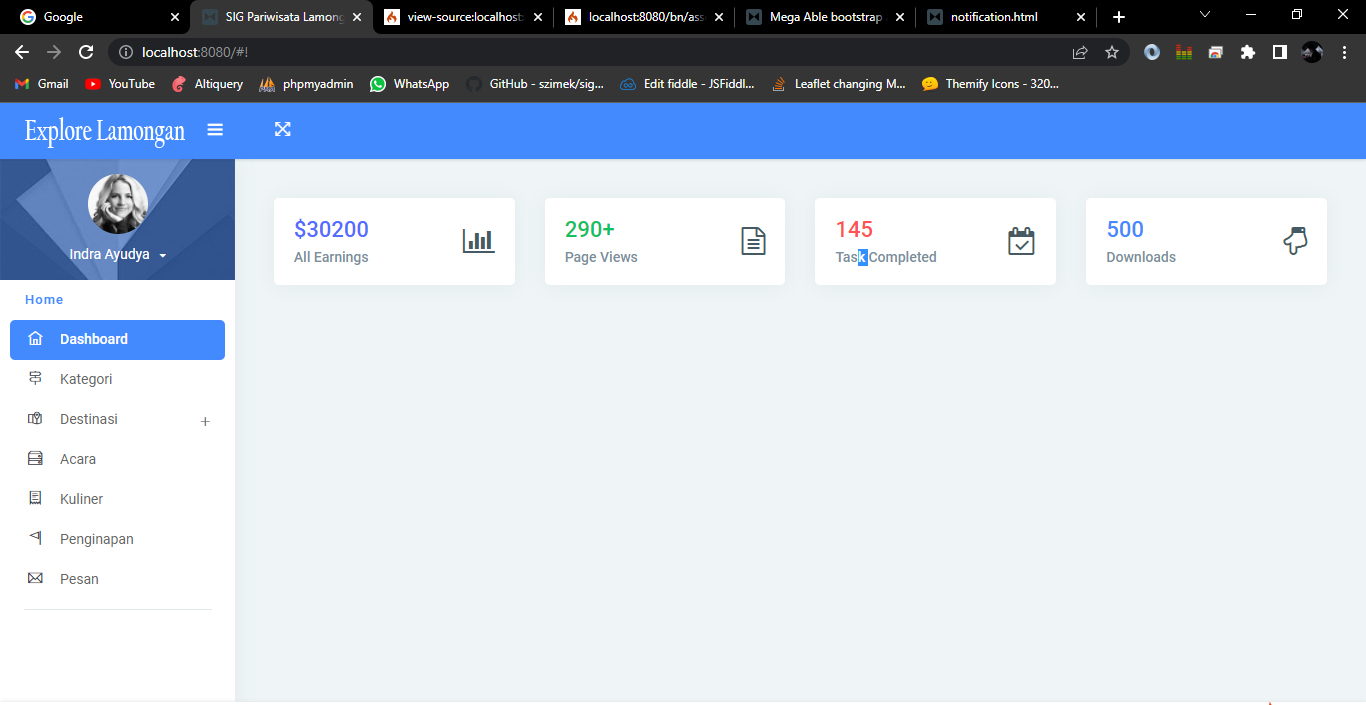 Google
SIG Pariwisata Lamong
view-source:localhost:
localhost:8080/bn/ass
Mega Able bootstrap
notification.html
localhost:8080/#!
Gmail
YouTube
Altiquery
phpmyadmin
WhatsApp
GitHub - szimek/sig...
Edit fiddle - JSFiddl...
Leaflet changing M...
Themify Icons - 320...
Explore Lamongan
Indra Ayudya
Home
Dashboard
Kategori
Destinasi +
Acara
Kuliner
Penginapan
Pesan
$30200
All Earnings
290+
Page Views
145
Task Completed
500
Downloads